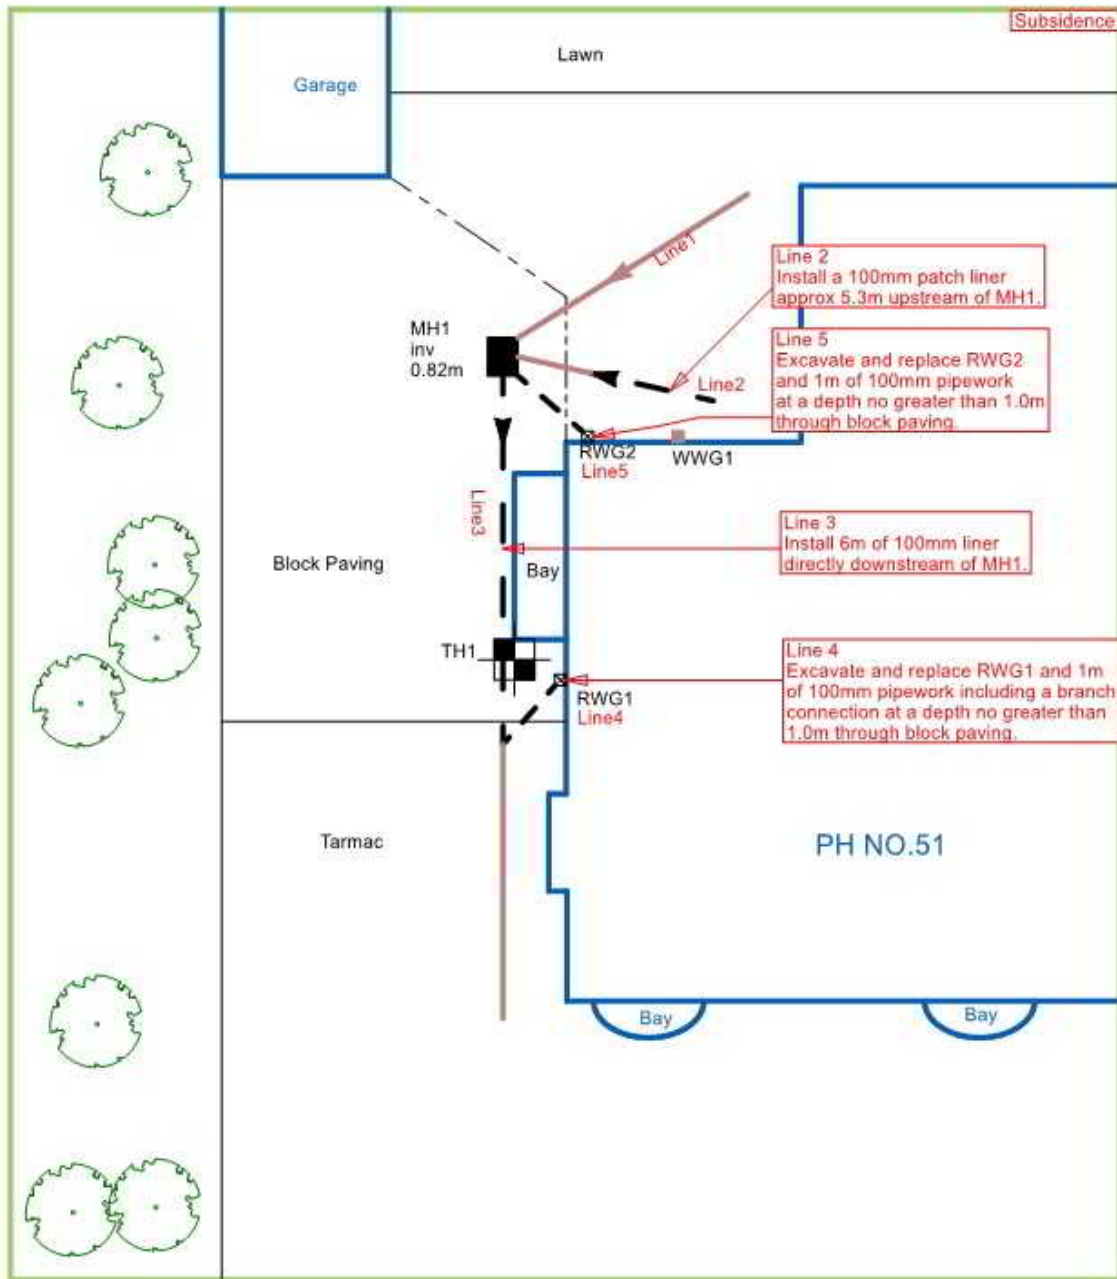 Subsidence
Lawn
Garage
Line1
Line 2
Install a 100mm patch liner
approx 5.3m upstream of MH1.
MH1
inv
0.82m
Line 5
Excavate and replace RWG2
and 1m of 100mm pipework
at a depth no greater than 1.0m
through block paving.
Line2
RWG2
Line5
WWG1
Line3
Line 3
Install 6m of 100mm liner
directly downstream of MH1.
Block Paving
Bay
TH1
Line 4
Excavate and replace RWG1 and 1m
of 100mm pipework including a branch
connection at a depth no greater than
1.0m through block paving.
RWG1
Line4
Tarmac
PH NO.51
Bay
Bay